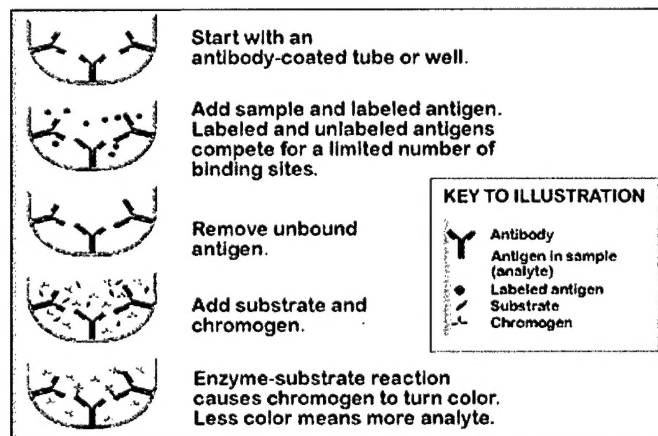 Start with an
antibody-coated tube or well.
Add sample and labeled antigen.
Labeled and unlabeled antigens
compete for a limited number of
binding sites.
Remove unbound
antigen.
Add substrate and
chromogen.
Enzyme-substrate reaction
causes chromogen to turn color.
Less color means more analyte.
KEY TO ILLUSTRATION
Antibody
Antigen in sample
(analyte)
Labeled antigen
Substrate
Chromogen